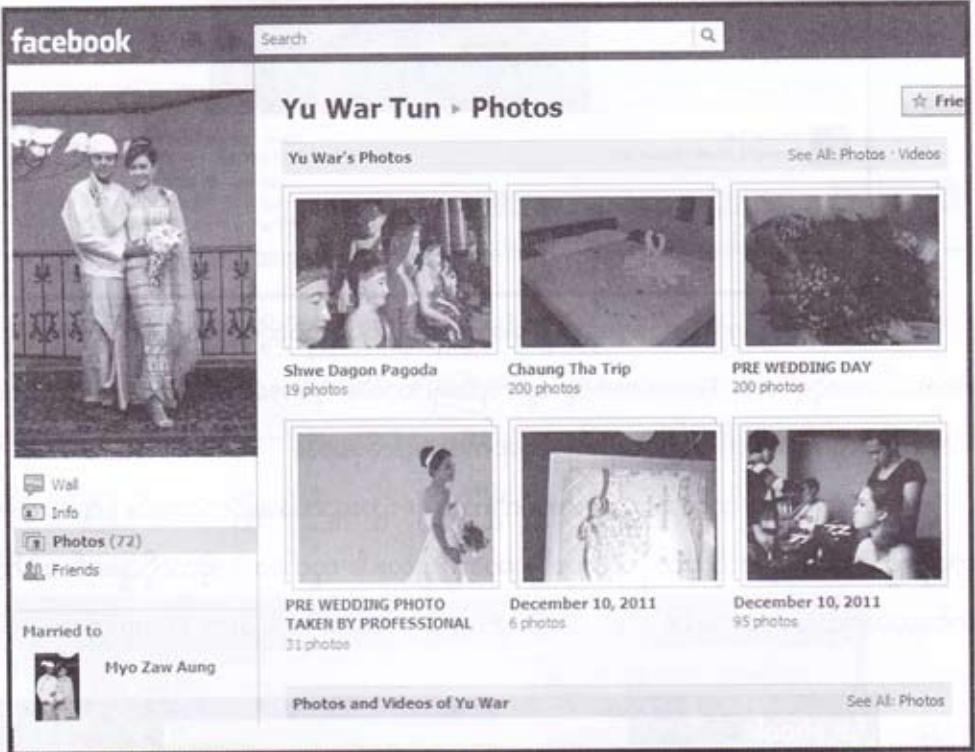 facebook
Search
Yu War Tun ▸ Photos
☆ Frie
Yu War's Photos
See All: Photos · Videos
Shwe Dagon Pagoda
19 photos
Chaung Tha Trip
200 photos
PRE WEDDING DAY
200 photos
PRE WEDDING PHOTO
TAKEN BY PROFESSIONAL
31 photos
December 10, 2011
6 photos
December 10, 2011
95 photos
Wall
Info
Photos (72)
Friends
Married to
Myo Zaw Aung
Photos and Videos of Yu War
See All: Photos